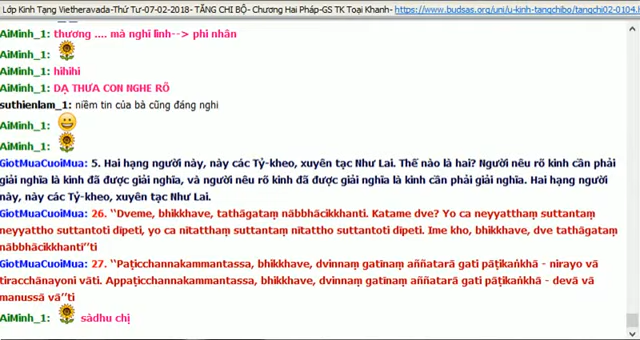 Lớp Kinh Tạng Vietheravada-Thứ Tư-07-02-2018- TĂNG CHI BỘ- Chương Hai Pháp-GS TK Toại Khanh- https://www.budsas.org/uni/u-kinh-tangchibo/tangchi02-0104.h
AiMinh_1: thương .... mà nghĩ lình--> phi nhân
AiMinh_1:
AiMinh_1: hihihi
AiMinh_1: DẠ THƯA CON NGHE RÕ
suthienlam_1: niềm tin của bà cũng đáng nghi
AiMinh_1:
AiMinh_1:
GiotMuaCuoiMua: 5. Hai hạng người này, này các Tỷ-kheo, xuyên tạc Như Lai. Thế nào là hai? Người nêu rõ kinh cần phải
giải nghĩa là kinh đã được giải nghĩa, và người nêu rõ kinh đã được giải nghĩa là kinh cần phải giải nghĩa. Hai hạng người
này, này các Tỷ-kheo, xuyên tạc Như Lai.
GiotMuaCuoiMua: 26. "Dveme, bhikkhave, tathāgataṃ nābbhācikkhanti. Katame dve? Yo ca neyyatthaṃ suttantaṃ
neyyattho suttantoti dīpeti, yo ca nītatthaṃ suttantaṃ nītattho suttantoti dīpeti. Ime kho, bhikkhave, dve tathāgataṃ
nābbhācikkhantī"ti
GiotMuaCuoiMua: 27. "Paṭicchannakammantassa, bhikkhave, dvinnaṃ gatīnaṃ aññatarā gati pāṭikaṅkhā - nirayo vā
tiracchānayoni vāti. Appaṭicchannakammantassa, bhikkhave, dvinnaṃ gatīnaṃ aññatarā gati pāṭikaṅkhā - devā vā
manussā vā"ti
AiMinh_1: sàdhu chị